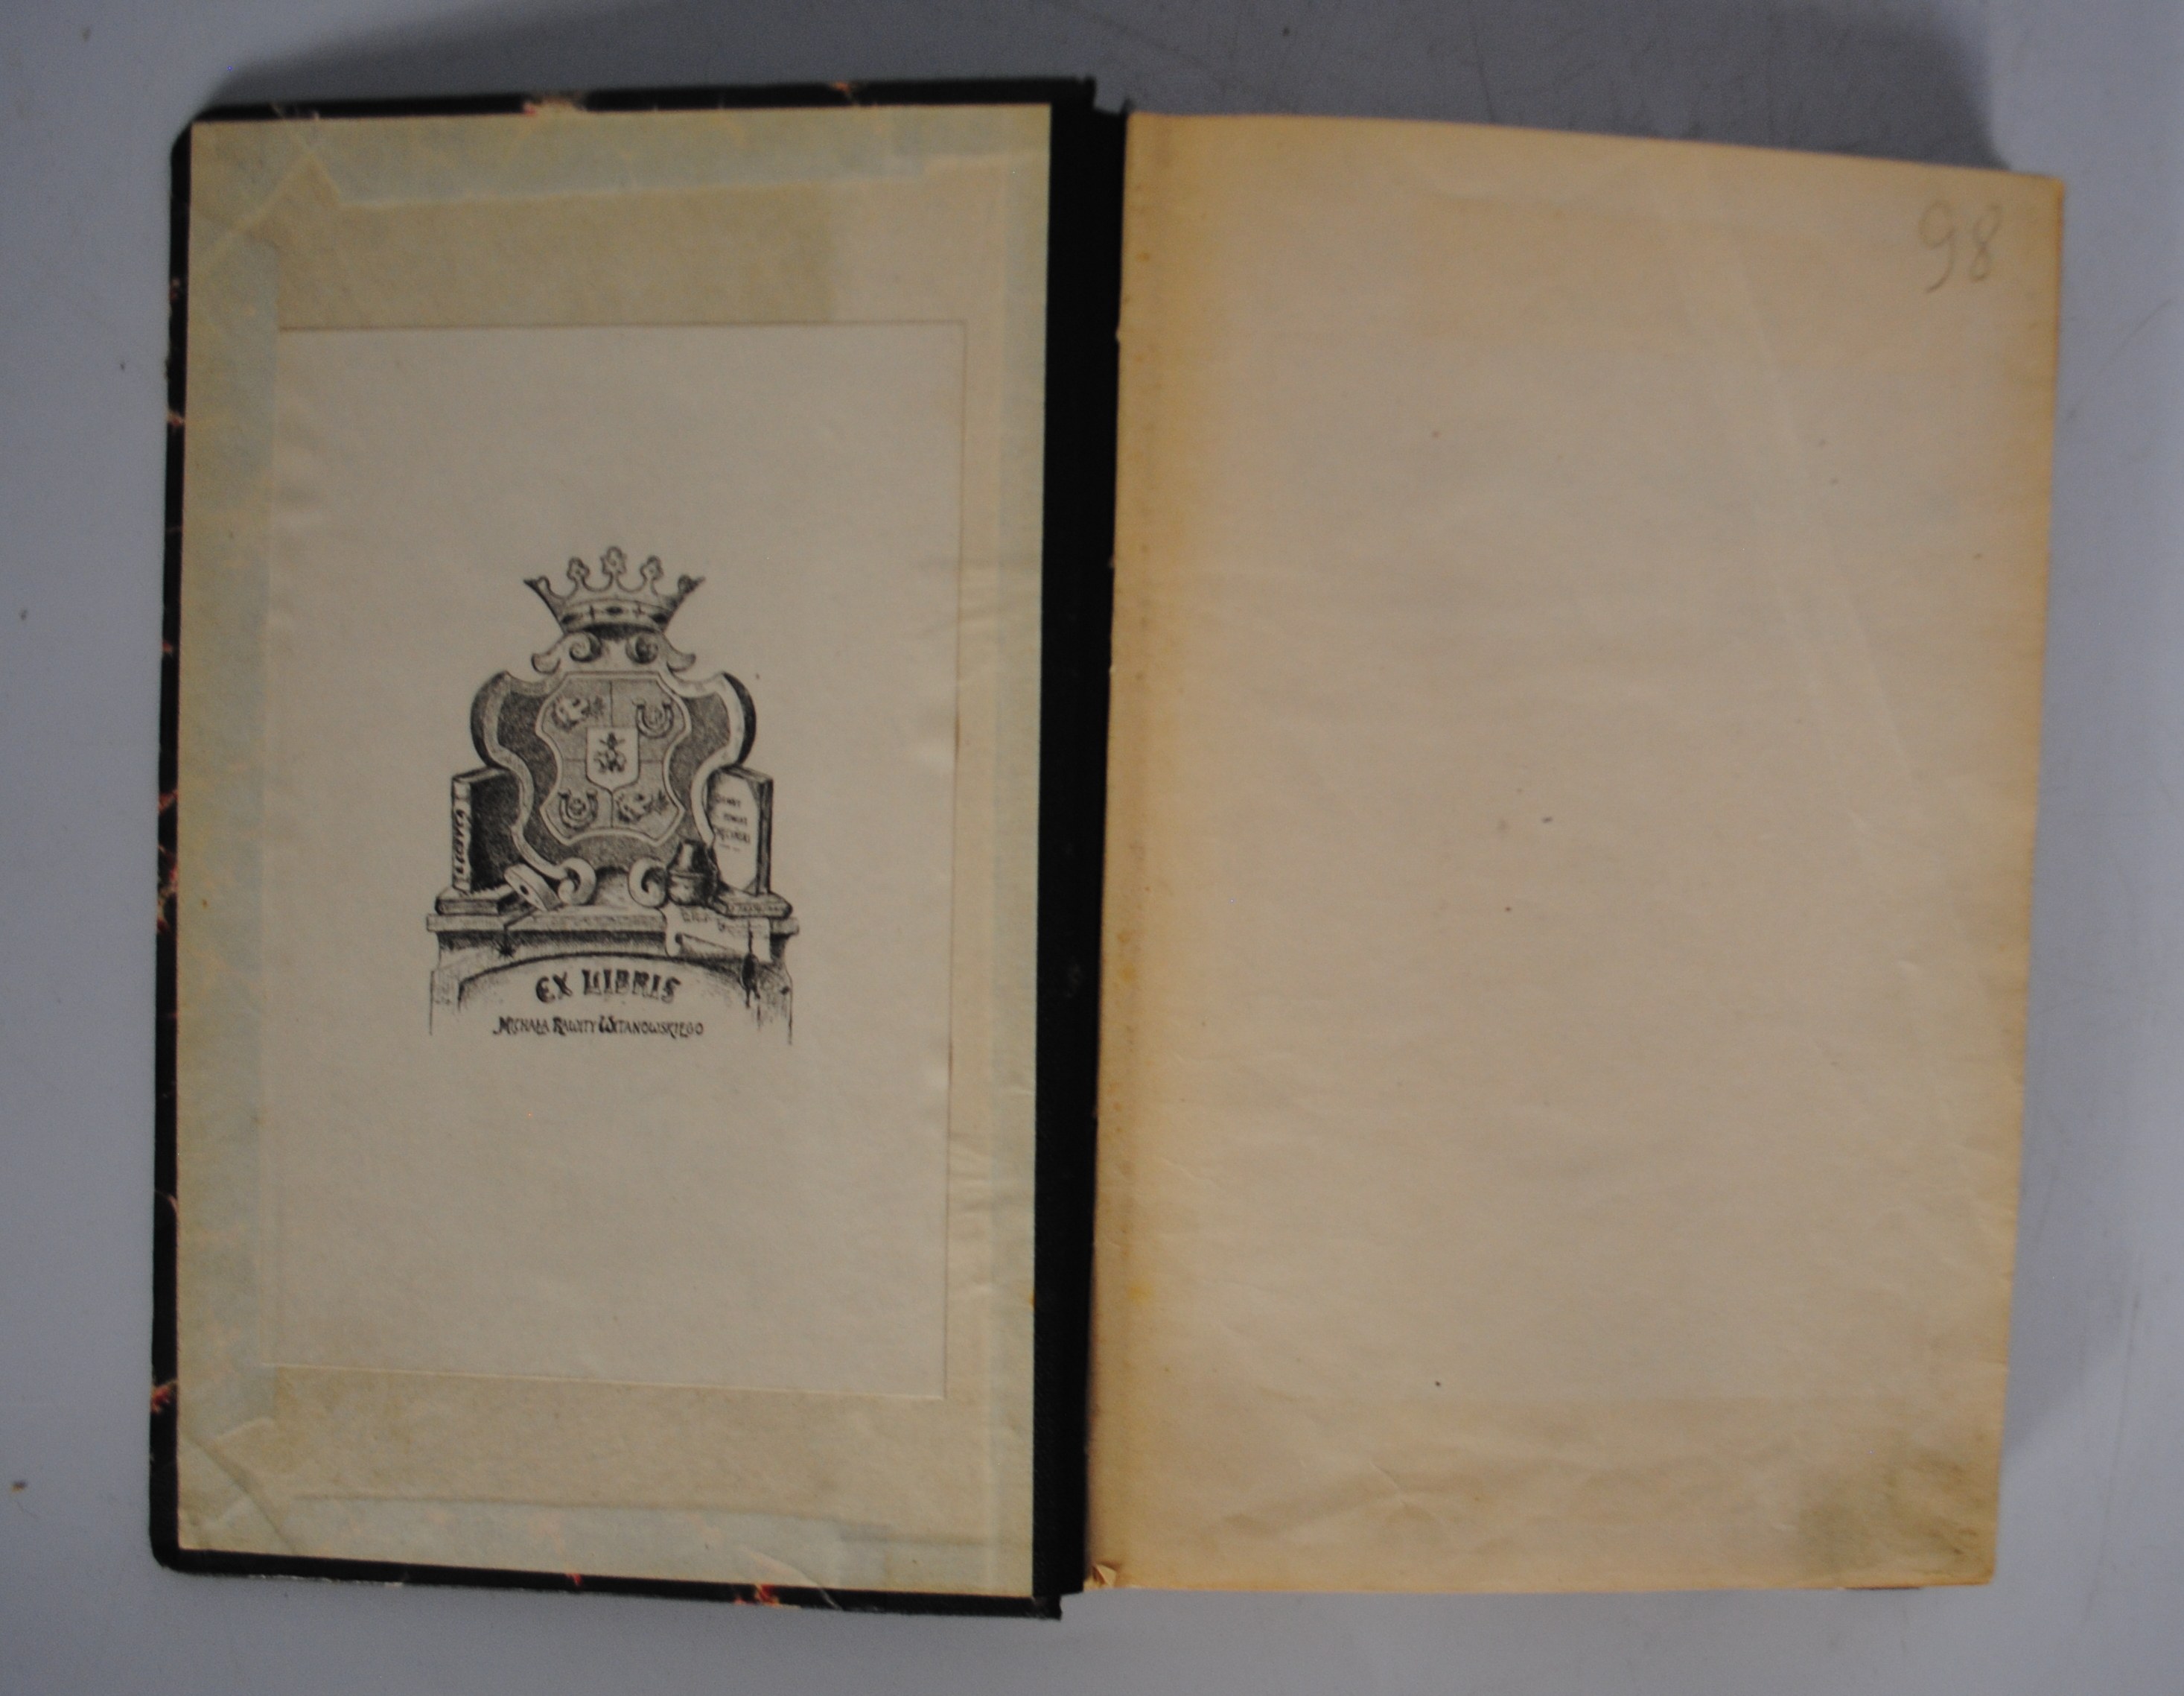 EX LIBRIS
MICHAŁA RAWITY WITANOWSKIEGO
98